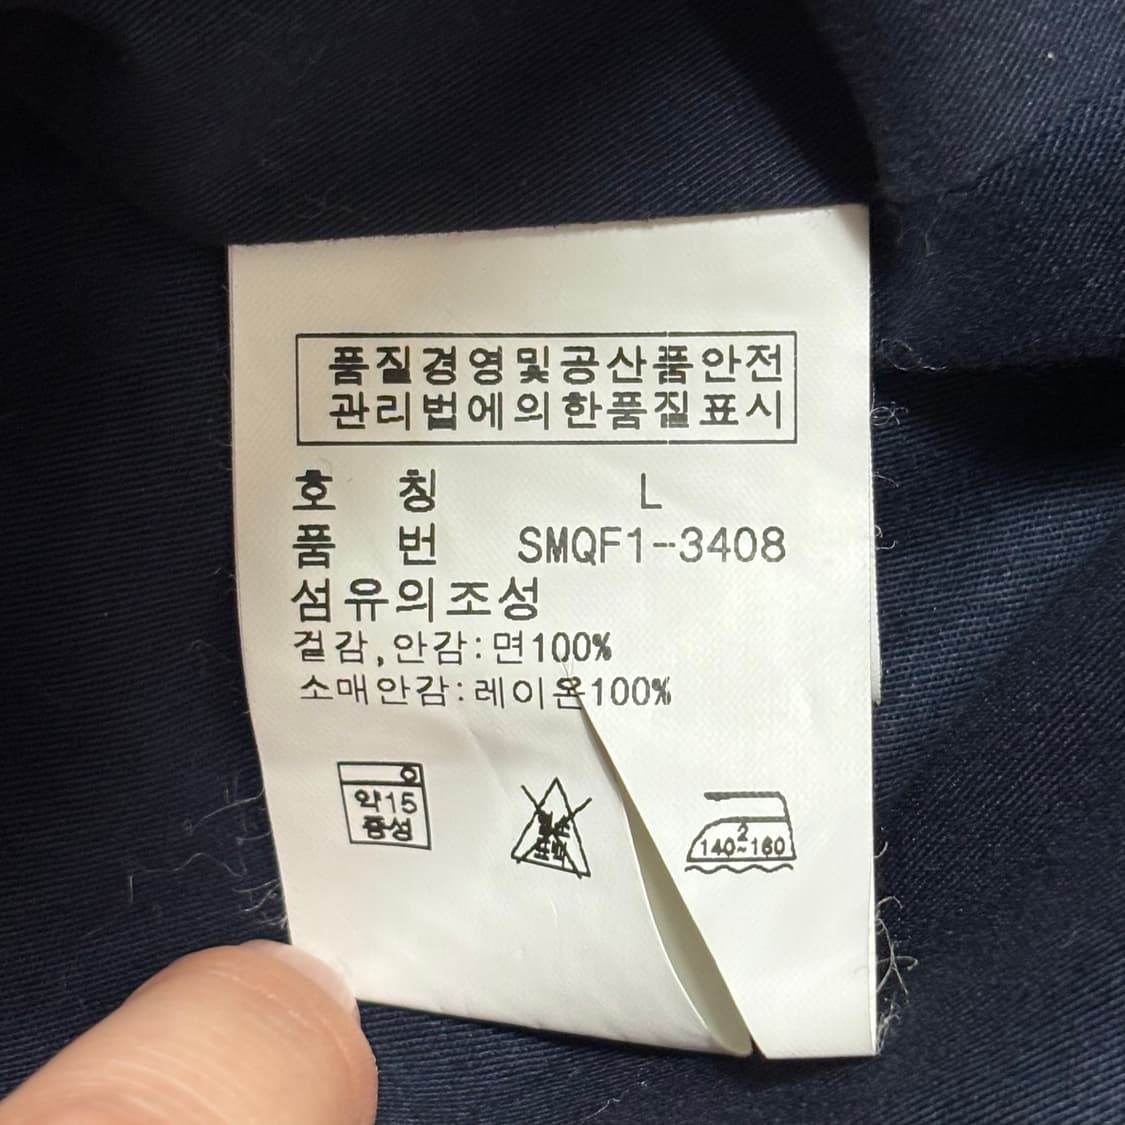 품질경영및공산품안전
관리법에의한품질표시
호 칭 L
품 번 SMQF1-3408
섬유의조성
겉감,안감:면100%
소매안감:레이온100%
약15
중성
2
140~160